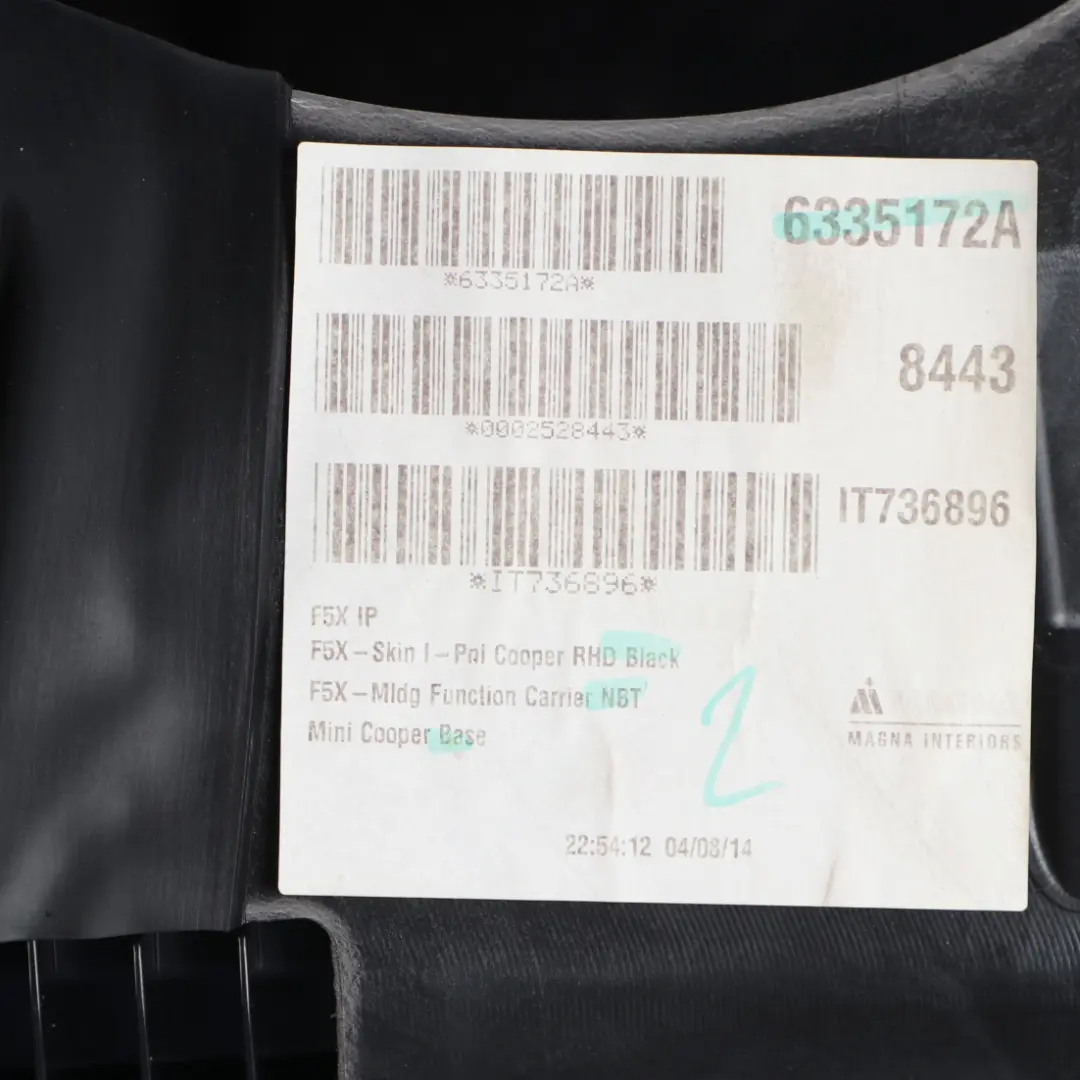 6335172A
*6335172A*
8443
*0002528443*
IT736896
*IT736896*
F5X IP
F5X-Skin I-Pnl Cooper RHD Black
F5X-Mldg Function Carrier NBT
Mini Cooper Base
2
MAGNA INTERIORS
22:54:12 04/08/14